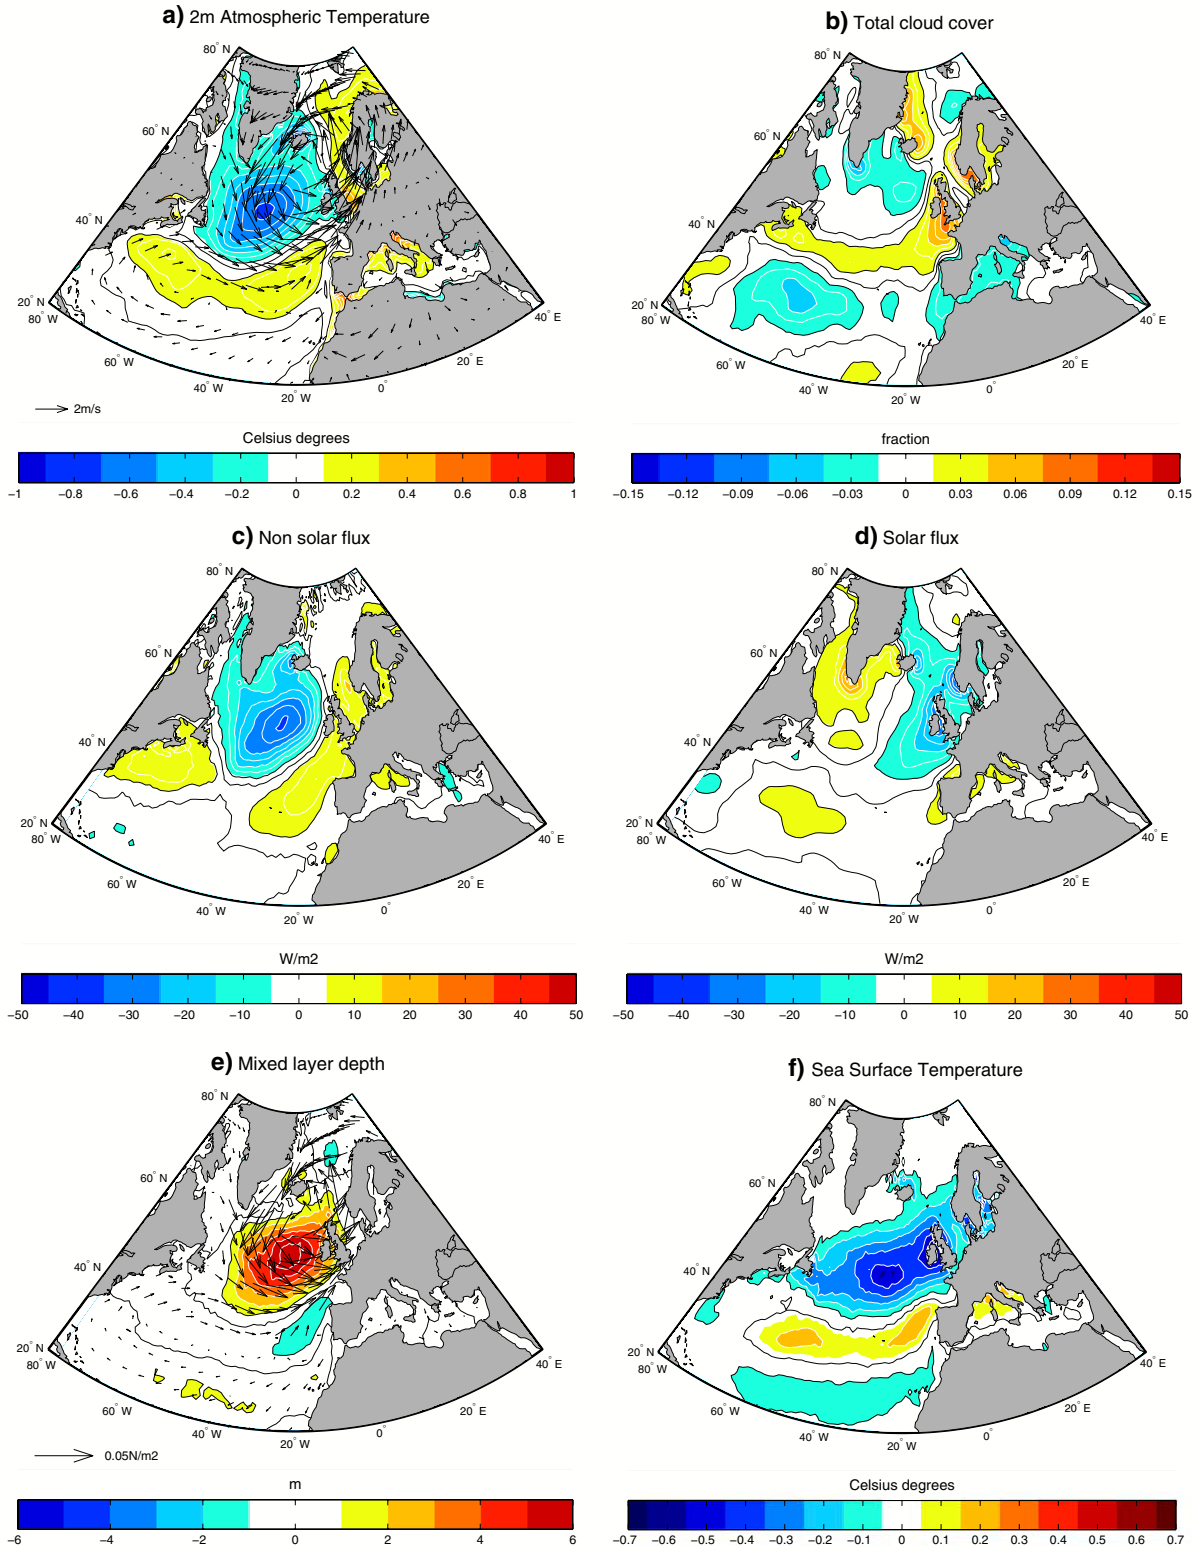 a) 2m Atmospheric Temperature
80° N
60° N
40° N
20° N
80° W
60° W
40° W
20° W
0°
20° E
40° E
2m/s
Celsius degrees
−1 −0.8 −0.6 −0.4 −0.2 0 0.2 0.4 0.6 0.8 1
b) Total cloud cover
80° N
60° N
40° N
20° N
80° W
60° W
40° W
20° W
0°
20° E
40° E
fraction
−0.15 −0.12 −0.09 −0.06 −0.03 0 0.03 0.06 0.09 0.12 0.15
c) Non solar flux
80° N
60° N
40° N
20° N
80° W
60° W
40° W
20° W
0°
20° E
40° E
W/m2
−50 −40 −30 −20 −10 0 10 20 30 40 50
d) Solar flux
80° N
60° N
40° N
20° N
80° W
60° W
40° W
20° W
0°
20° E
40° E
W/m2
−50 −40 −30 −20 −10 0 10 20 30 40 50
e) Mixed layer depth
80° N
60° N
40° N
20° N
80° W
60° W
40° W
20° W
0°
20° E
40° E
0.05N/m2
m
−6 −4 −2 0 2 4 6
f) Sea Surface Temperature
80° N
60° N
40° N
20° N
80° W
60° W
40° W
20° W
0°
20° E
40° E
Celsius degrees
−0.7 −0.5 −0.4 −0.3 −0.2 −0.1 0 0.1 0.2 0.3 0.4 0.5 0.7